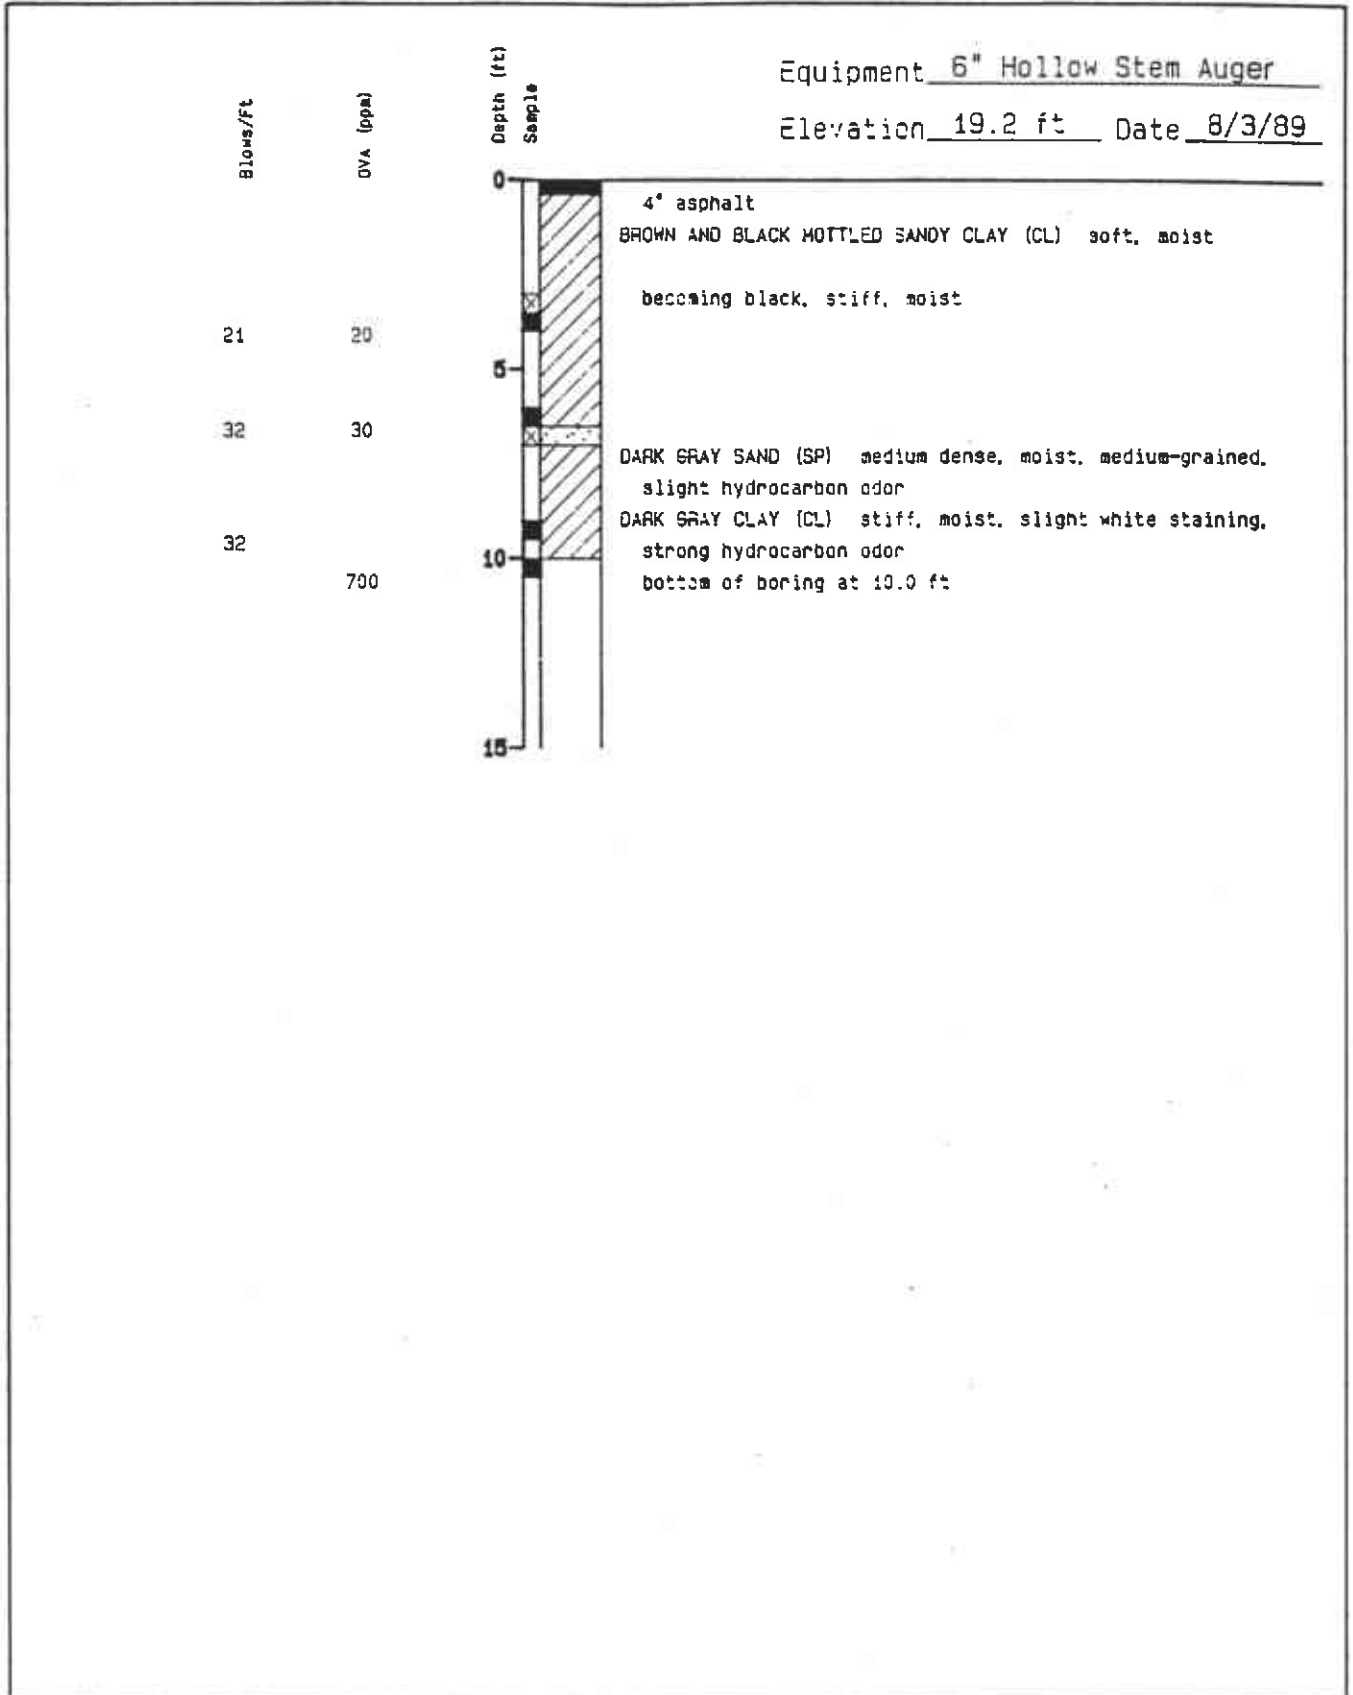 Equipment 6" Hollow Stem Auger
Elevation 19.2 ft Date 8/3/89
Blows/ft
OVA (ppm)
Depth (ft)
Sample
0
4" asphalt
BROWN AND BLACK MOTTLED SANDY CLAY (CL) soft, moist
becoming black, stiff, moist
21 20
5
32 30
DARK GRAY SAND (SP) medium dense, moist, medium-grained,
slight hydrocarbon odor
DARK GRAY CLAY (CL) stiff, moist, slight white staining,
32
10
strong hydrocarbon odor
700
bottom of boring at 10.0 ft
15